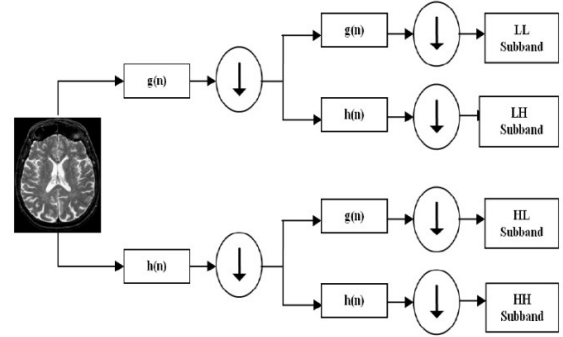 g(n)
LL
Subband
g(n)
h(n)
LH
Subband
g(n)
HL
Subband
h(n)
h(n)
HH
Subband